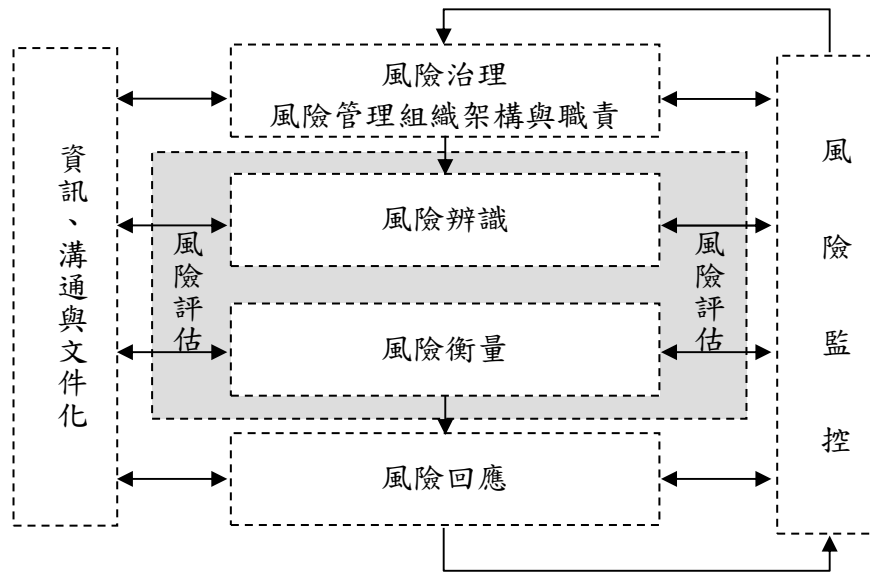 風險治理
風險管理組織架構與職責
資訊、溝通與文件化
風險評估
風險辨識
風險衡量
風險評估
風險回應
風險監控